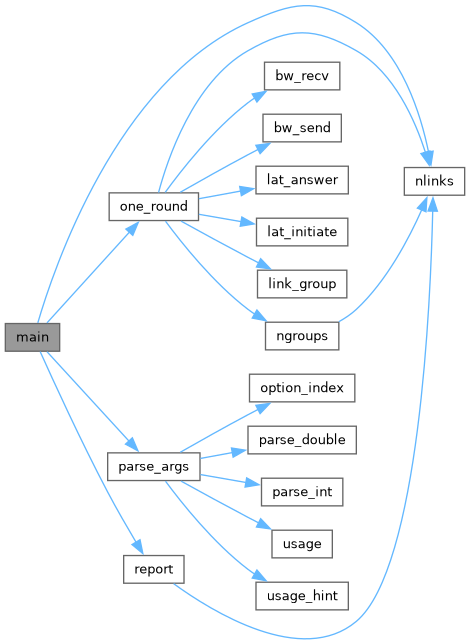 bw_recv
bw_send
nlinks
lat_answer
one_round
lat_initiate
link_group
main
ngroups
option_index
parse_double
parse_args
parse_int
usage
report
usage_hint